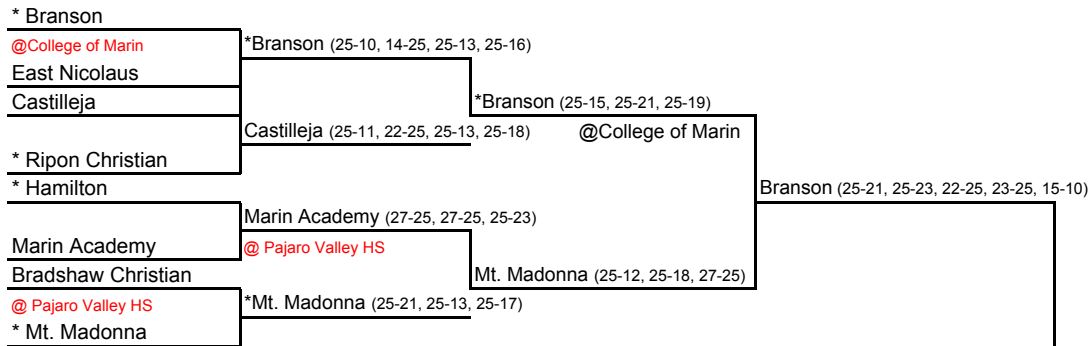 * Branson
@College of Marin
*Branson (25-10, 14-25, 25-13, 25-16)
East Nicolaus
Castilleja
*Branson (25-15, 25-21, 25-19)
Castilleja (25-11, 22-25, 25-13, 25-18)
@College of Marin
* Ripon Christian
* Hamilton
Branson (25-21, 25-23, 22-25, 23-25, 15-10)
Marin Academy (27-25, 27-25, 25-23)
Marin Academy
@ Pajaro Valley HS
Bradshaw Christian
Mt. Madonna (25-12, 25-18, 27-25)
@ Pajaro Valley HS
*Mt. Madonna (25-21, 25-13, 25-17)
* Mt. Madonna